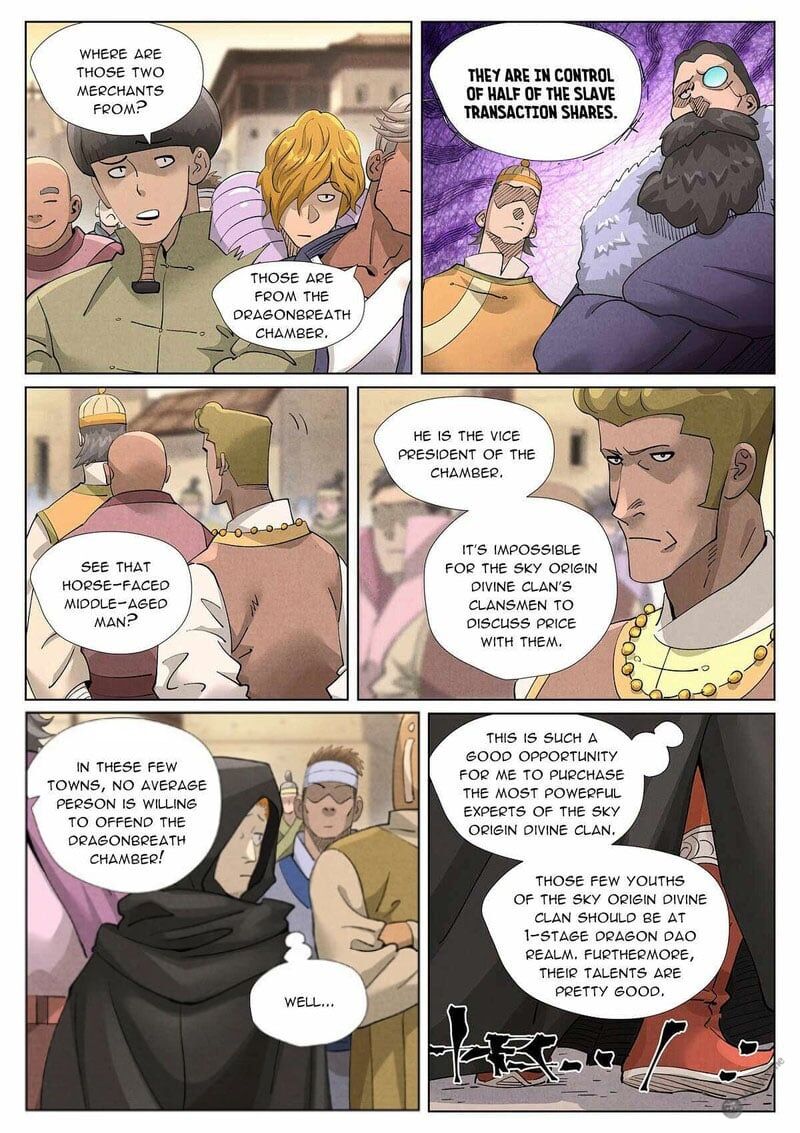 WHERE ARE
THOSE TWO
MERCHANTS
FROM?
THOSE ARE
FROM THE
DRAGONBREATH
CHAMBER.
THEY ARE IN CONTROL
OF HALF OF THE SLAVE
TRANSACTION SHARES.
SEE THAT
HORSE-FACED
MIDDLE-AGED
MAN?
HE IS THE VICE
PRESIDENT OF THE
CHAMBER.
IT'S IMPOSSIBLE
FOR THE SKY ORIGIN
DIVINE CLAN'S
CLANSMEN TO
DISCUSS PRICE
WITH THEM.
IN THESE FEW
TOWNS, NO AVERAGE
PERSON IS WILLING
TO OFFEND THE
DRAGONBREATH
CHAMBER!
WELL...
THIS IS SUCH A
GOOD OPPORTUNITY
FOR ME TO PURCHASE
THE MOST POWERFUL
EXPERTS OF THE SKY
ORIGIN DIVINE CLAN.
THOSE FEW YOUTHS
OF THE SKY ORIGIN DIVINE
CLAN SHOULD BE AT
1-STAGE DRAGON DAO
REALM. FURTHERMORE,
THEIR TALENTS ARE
PRETTY GOOD.